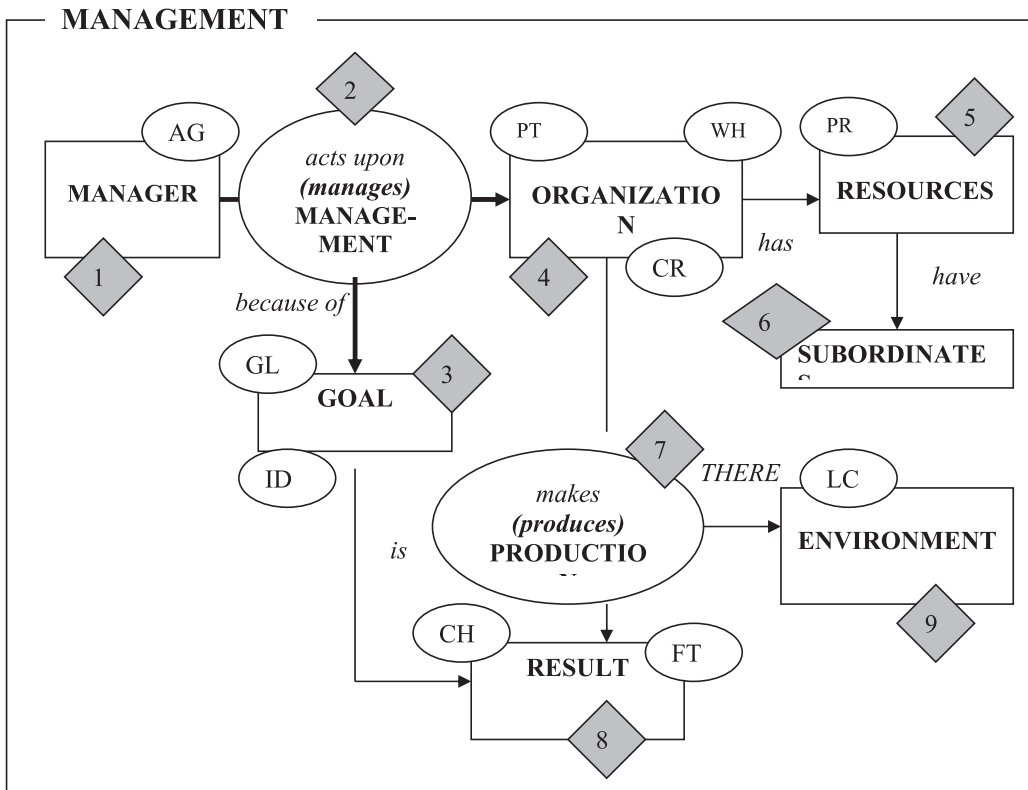 MANAGEMENT
2
AG
PT
WH
PR
5
acts upon
(manages)
MANAGE-
MENT
MANAGER
ORGANIZATIO
N
RESOURCES
1
4
CR
has
have
because of
6
SUBORDINATE
GL
3
GOAL
ID
7
THERE
LC
makes
(produces)
PRODUCTIO
is
ENVIRONMENT
9
CH
FT
RESULT
8